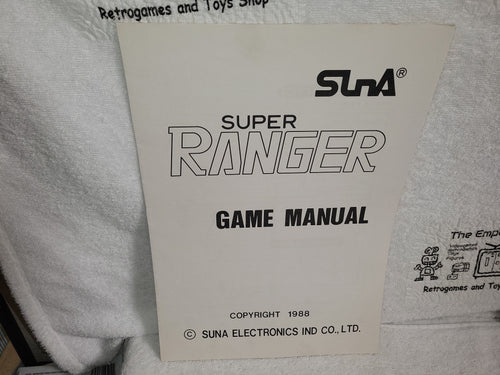 Retrogames and Toys Shop
SUNA®
SUPER
RANGER
GAME MANUAL
COPYRIGHT 1988
© SUNA ELECTRONICS IND CO., LTD.
The Emp
Retrogames and Toy